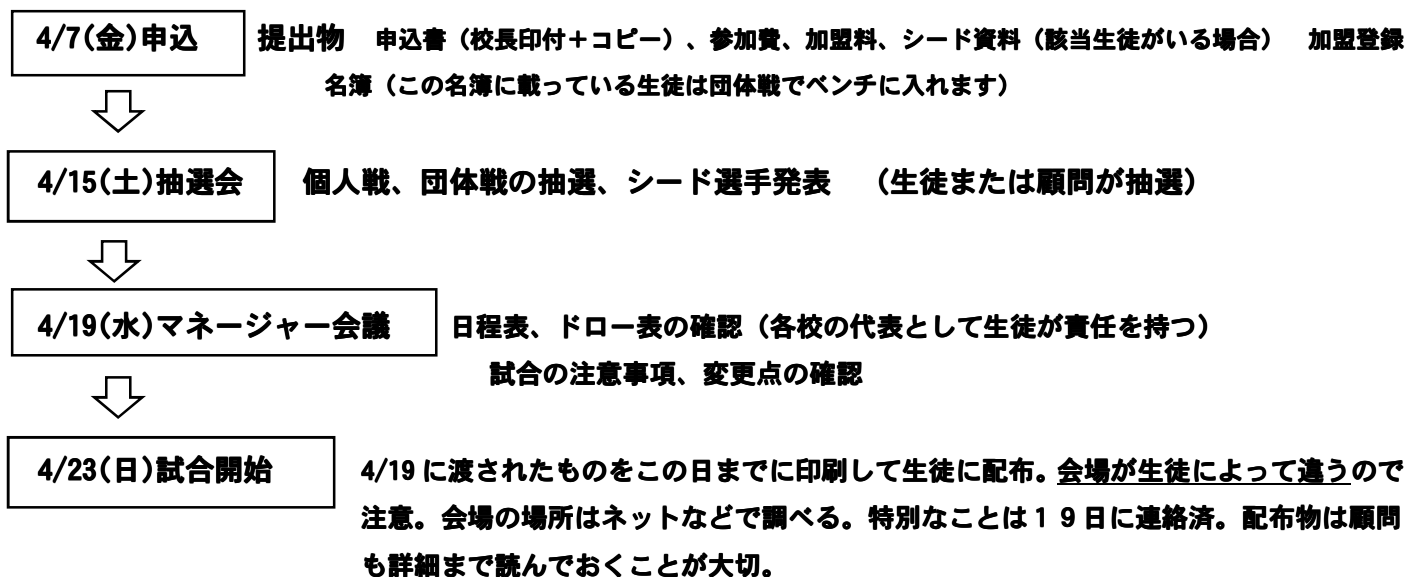 4/7(金)申込 提出物 申込書（校長印付＋コピー）、参加費、加盟料、シード資料（該当生徒がいる場合） 加盟登録
名簿（この名簿に載っている生徒は団体戦でベンチに入れます）
4/15(土)抽選会 個人戦、団体戦の抽選、シード選手発表 （生徒または顧問が抽選）
4/19(水)マネージャー会議 日程表、ドロー表の確認（各校の代表として生徒が責任を持つ）
試合の注意事項、変更点の確認
4/23(日)試合開始 4/19 に渡されたものをこの日までに印刷して生徒に配布。会場が生徒によって違うので
注意。会場の場所はネットなどで調べる。特別なことは１９日に連絡済。配布物は顧問
も詳細まで読んでおくことが大切。